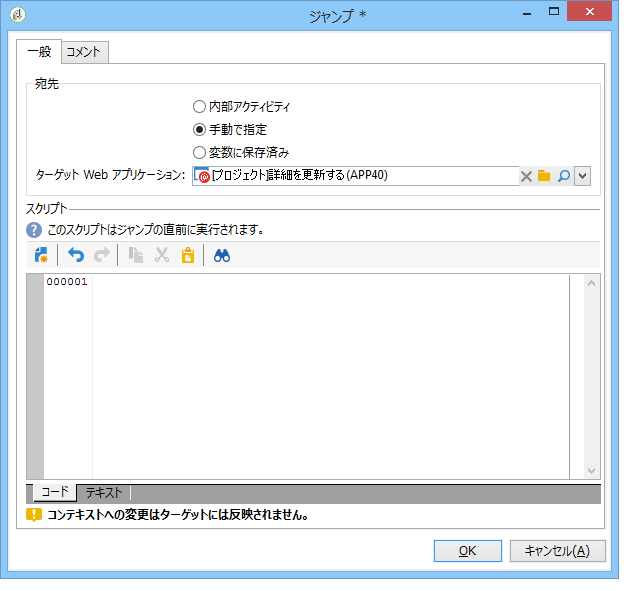 ジャンプ *
一般 コメント
宛先
内部アクティビティ
手動で指定
変数に保存済み
ターゲット Web アプリケーション: [プロジェクト]詳細を更新する(APP40)
スクリプト
このスクリプトはジャンプの直前に実行されます。
000001
コード テキスト
コンテキストへの変更はターゲットには反映されません。
OK キャンセル(A)